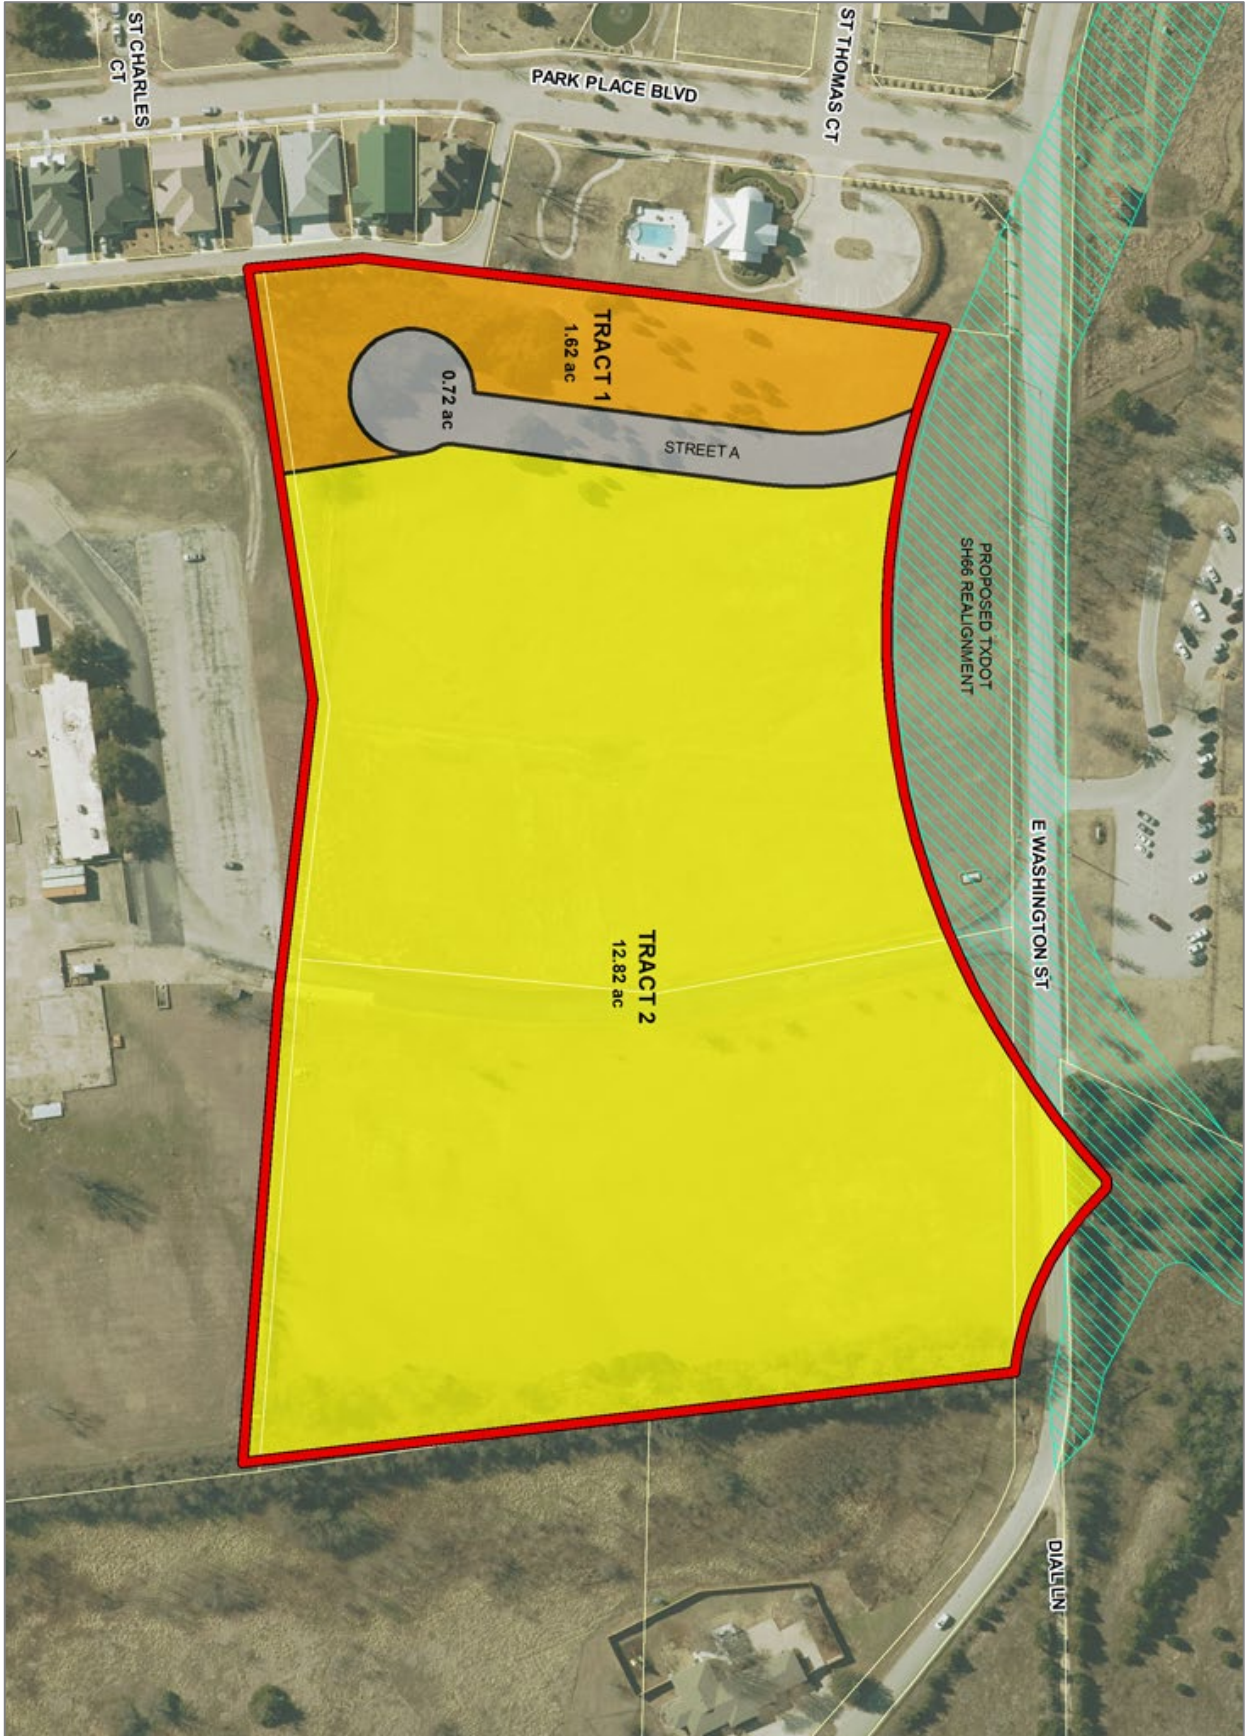 ST CHARLES
CT
PARK PLACE BLVD
ST THOMAS CT
TRACT 1
1.62 ac
0.72 ac
STREET A
PROPOSED TXDOT
SH66 REALIGNMENT
E WASHINGTON ST
TRACT 2
12.82 ac
DIAL LN